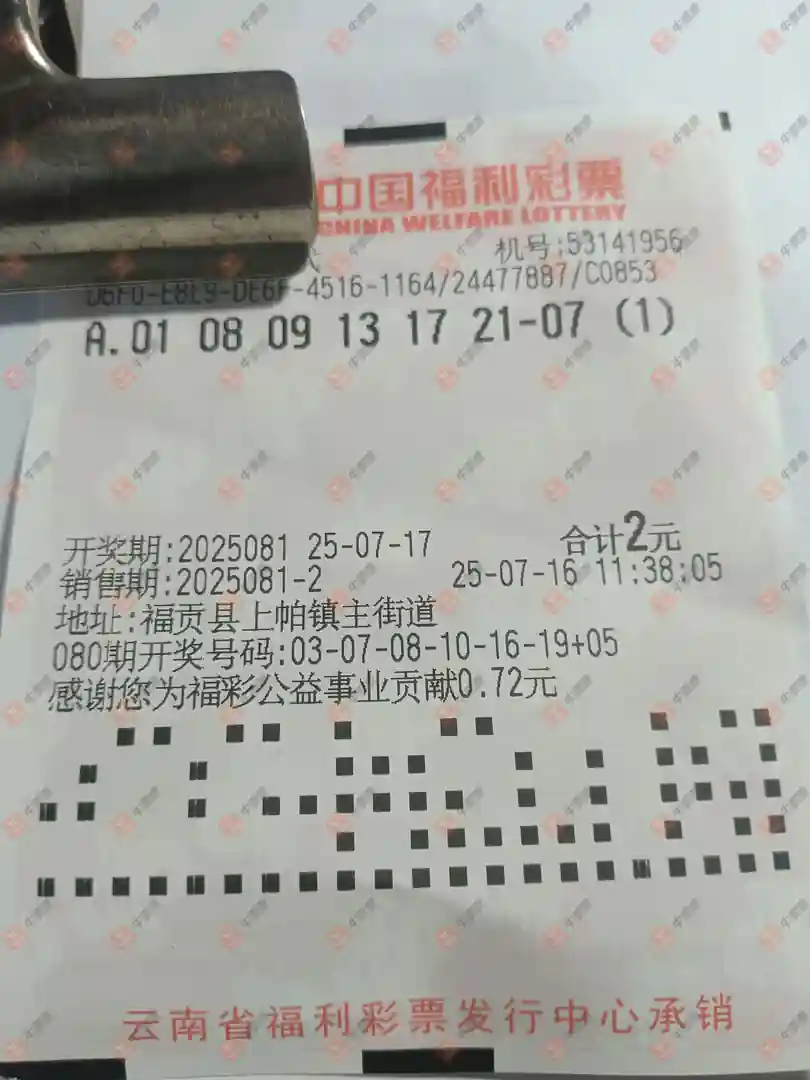 中国福利彩票
CHINA WELFARE LOTTERY
机号:53141956
D6F0-E8E9-DE6F-4516-1164/24477887/C0853
A.01 08 09 13 17 21-07 (1)
开奖期:2025081 25-07-17 合计2元
销售期:2025081-2 25-07-16 11:38:05
地址:福贡县上帕镇主街道
080期开奖号码:03-07-08-10-16-19+05
感谢您为福彩公益事业贡献0.72元
云南省福利彩票发行中心承销